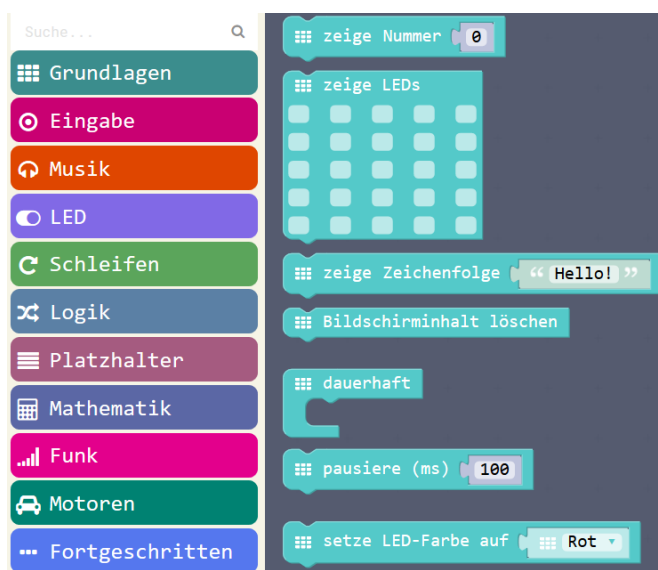 Suche...
Grundlagen
Eingabe
Musik
LED
Schleifen
Logik
Platzhalter
Mathematik
Funk
Motoren
Fortgeschritten
zeige Nummer 0
zeige LEDs
zeige Zeichenfolge “ Hello! ”
Bildschirminhalt löschen
dauerhaft
pausiere (ms) 100
setze LED-Farbe auf Rot